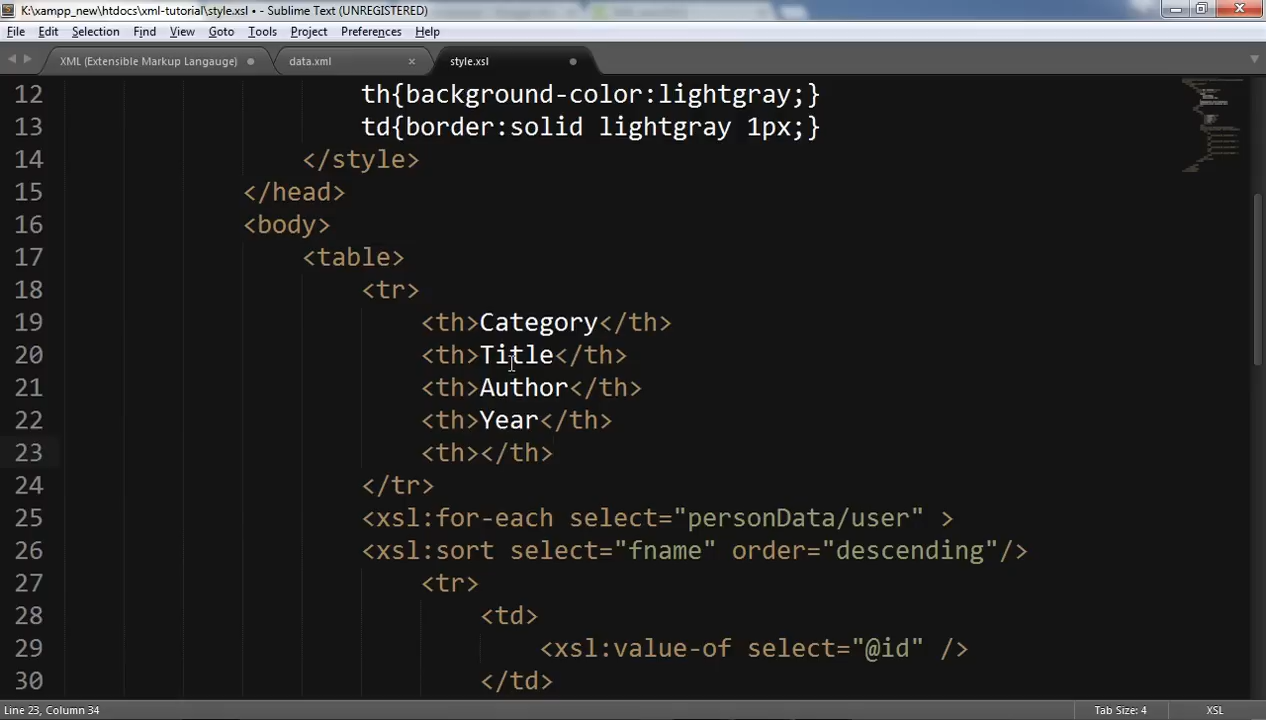 K:\xampp_new\htdocs\xml-tutorial\style.xsl • - Sublime Text (UNREGISTERED)
File Edit Selection Find View Goto Tools Project Preferences Help
XML (Extensible Markup Langauge) data.xml × style.xsl
12 th{background-color:lightgray;}
13 td{border:solid lightgray 1px;}
14 </style>
15 </head>
16 <body>
17 <table>
18 <tr>
19 <th>Category</th>
20 <th>Title</th>
21 <th>Author</th>
22 <th>Year</th>
23 <th></th>
24 </tr>
25 <xsl:for-each select="personData/user" >
26 <xsl:sort select="fname" order="descending"/>
27 <tr>
28 <td>
29 <xsl:value-of select="@id" />
30 </td>
Line 23, Column 34 Tab Size: 4 XSL